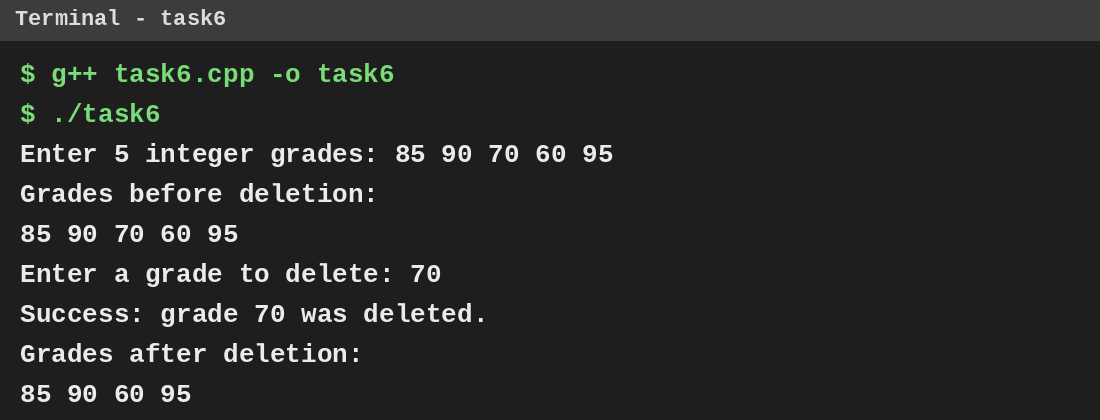 Terminal - task6
$ g++ task6.cpp -o task6
$ ./task6
Enter 5 integer grades: 85 90 70 60 95
Grades before deletion:
85 90 70 60 95
Enter a grade to delete: 70
Success: grade 70 was deleted.
Grades after deletion:
85 90 60 95